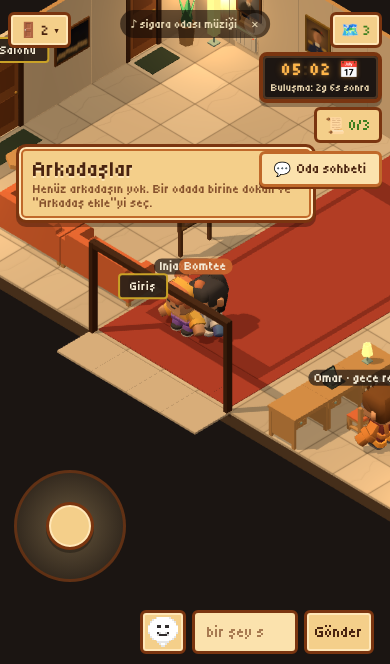 2 ▾
♪ sigara odası müziği ×
3
Salonu
05:02
Buluşma: 2g 6s sonra
0/3
Arkadaşlar
Henüz arkadaşın yok. Bir odada birine dokun ve
"Arkadaş ekle"yi seç.
Oda sohbeti
Inja Bomtee
Giriş
Omar · gece re
bir şey s
Gönder